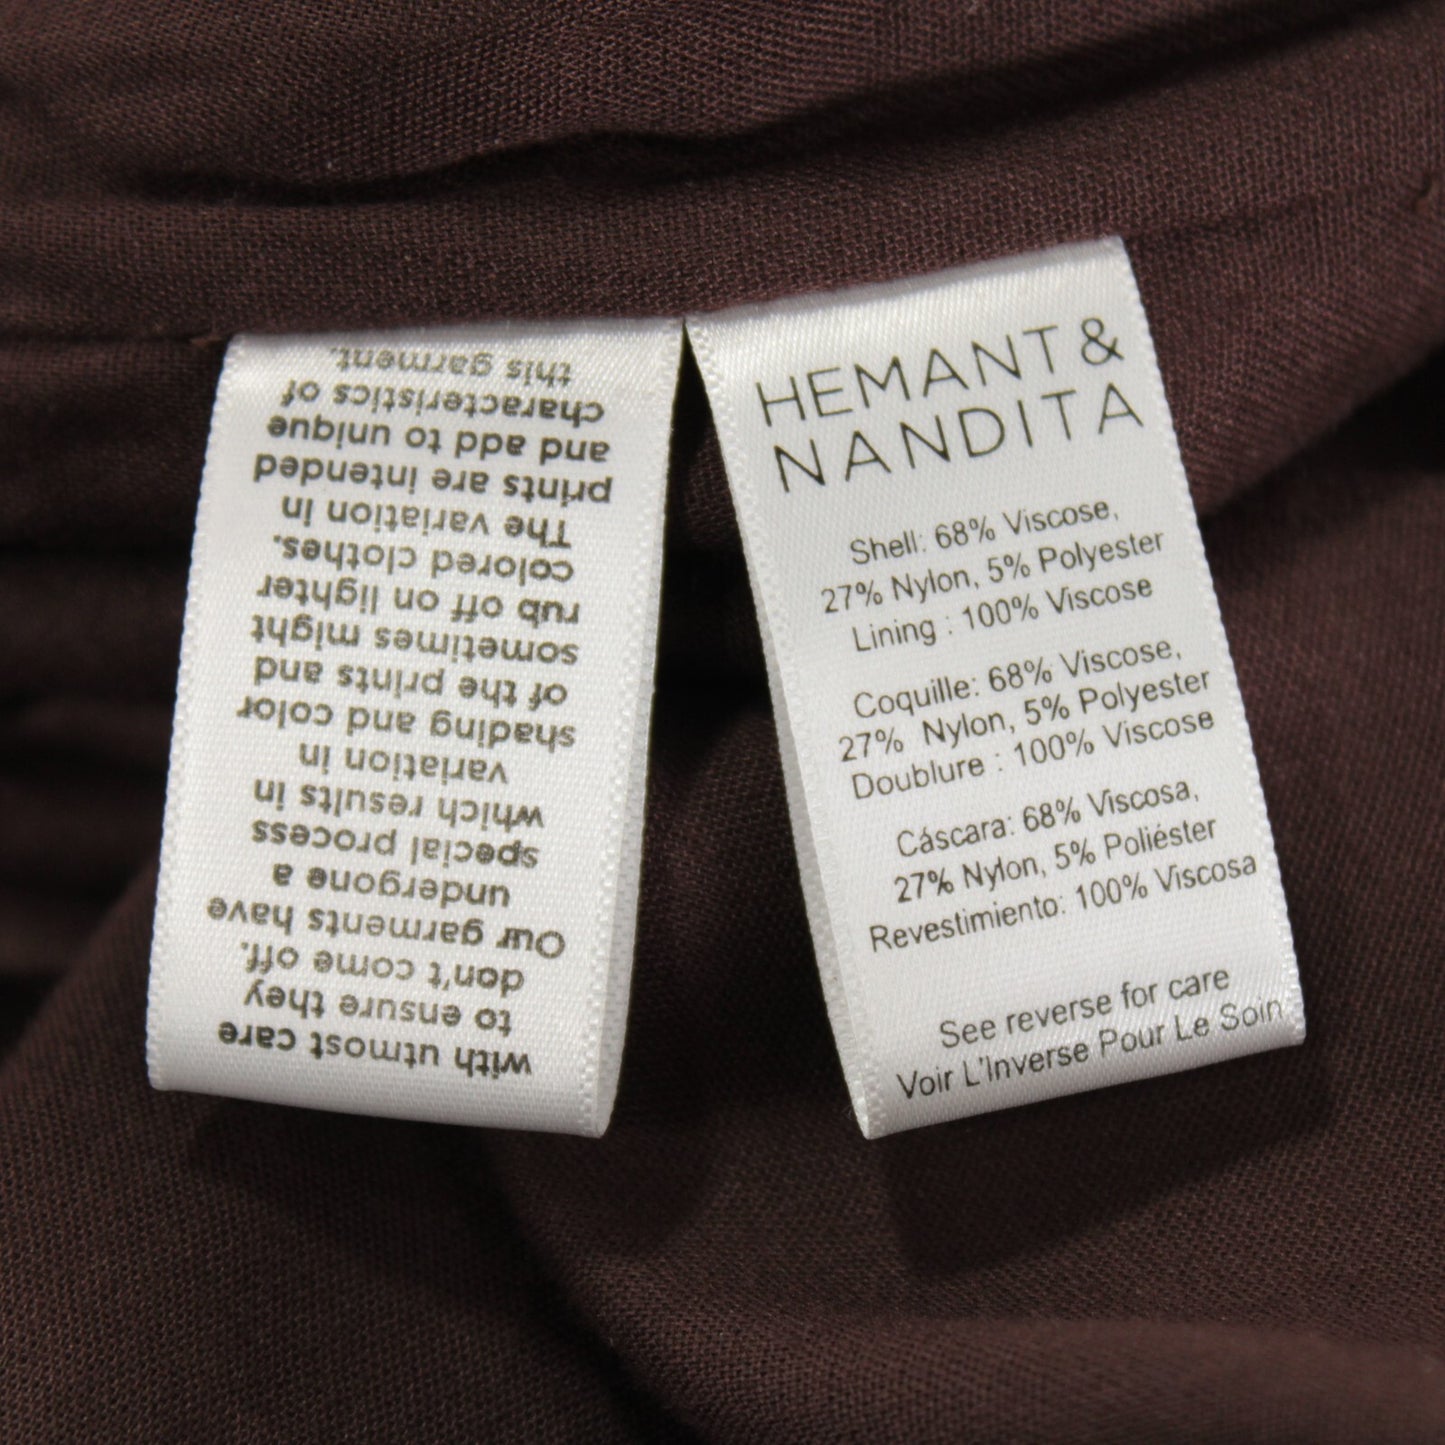 with utmost care
to ensure they
don't come off.
Our garments have
undergone a
special process
which results in
variation in
shading and color
of the prints and
sometimes might
rub off on lighter
colored clothes.
The variation in
prints are intended
and add to unique
characteristics of
this garment.
HEMANT &
NANDITA
Shell: 68% Viscose,
27% Nylon, 5% Polyester
Lining : 100% Viscose
Coquille: 68% Viscose,
27% Nylon, 5% Polyester
Doublure : 100% Viscose
Cáscara: 68% Viscosa,
27% Nylon, 5% Poliéster
Revestimiento: 100% Viscosa
See reverse for care
Voir L'Inverse Pour Le Soin